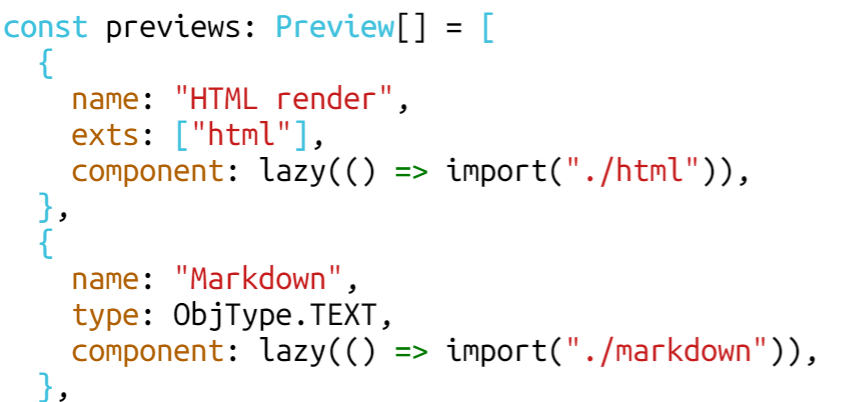 const previews: Preview[] = [
  {
    name: "HTML render",
    exts: ["html"],
    component: lazy(() => import("./html")),
  },
  {
    name: "Markdown",
    type: ObjType.TEXT,
    component: lazy(() => import("./markdown")),
  },